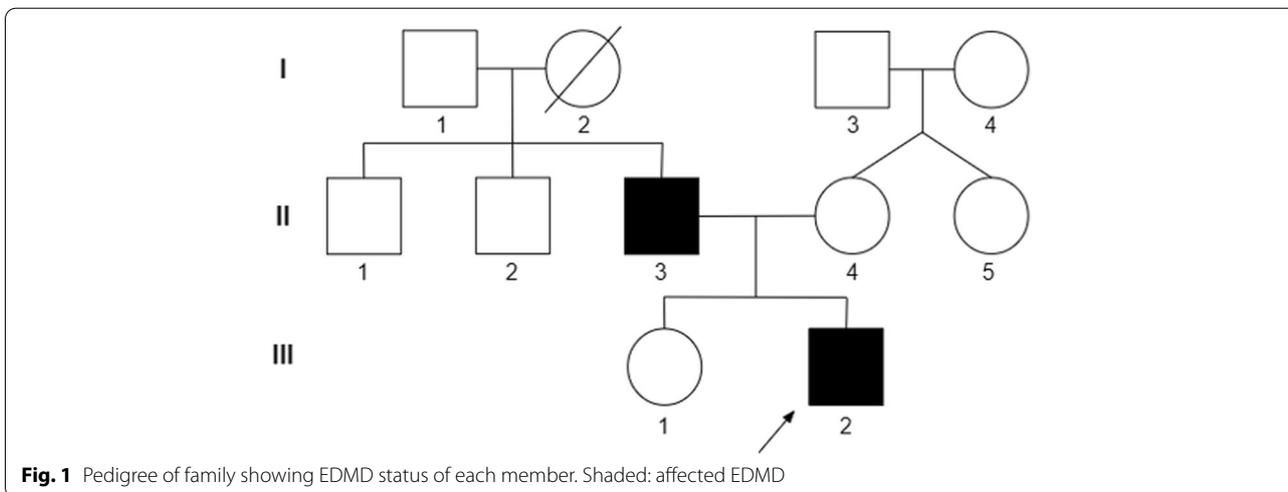 I
1 2 3 4
II
1 2 3 4 5
III
1 2
Fig. 1 Pedigree of family showing EDMD status of each member. Shaded: affected EDMD